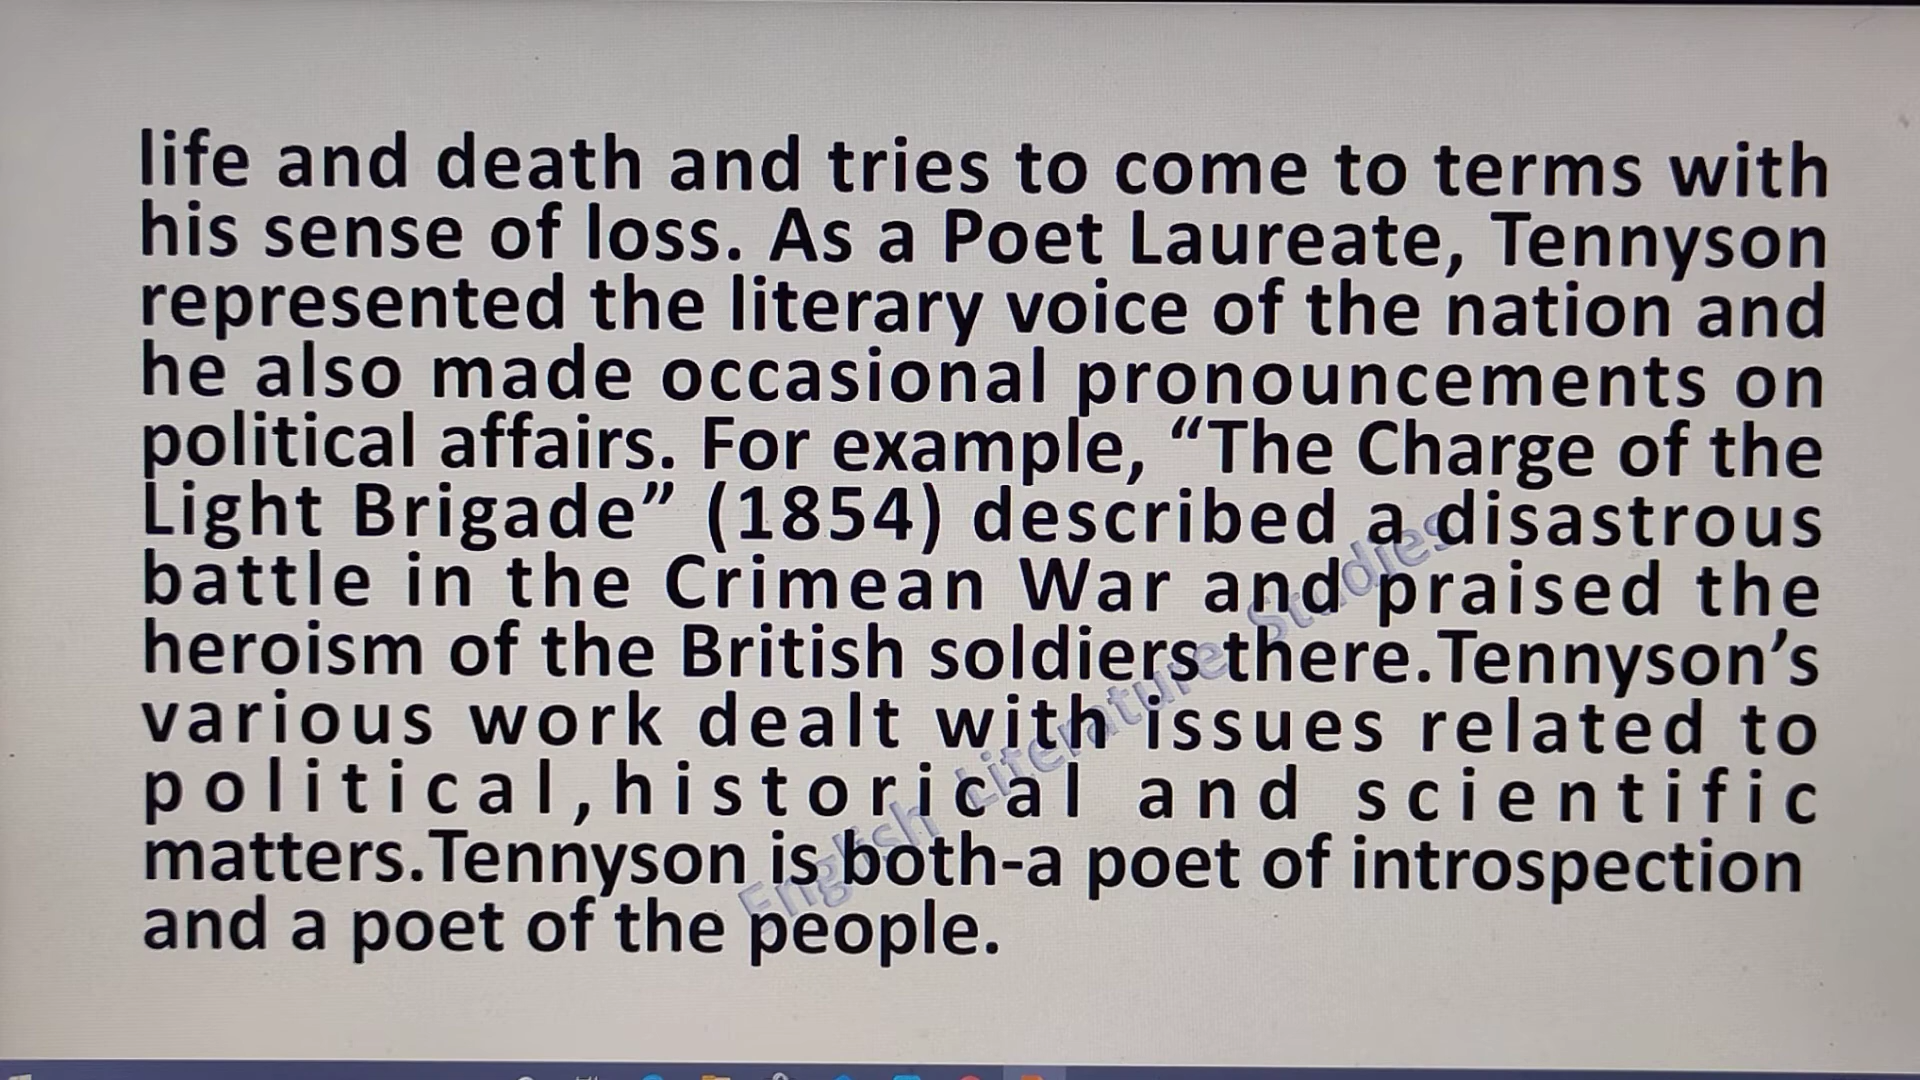 life and death and tries to come to terms with
his sense of loss. As a Poet Laureate, Tennyson
represented the literary voice of the nation and
he also made occasional pronouncements on
political affairs. For example, “The Charge of the
Light Brigade” (1854) described a disastrous
battle in the Crimean War and praised the
heroism of the British soldiers there.Tennyson’s
various work dealt with issues related to
political,historical and scientific
matters.Tennyson is both-a poet of introspection
and a poet of the people.
English Literature Studies